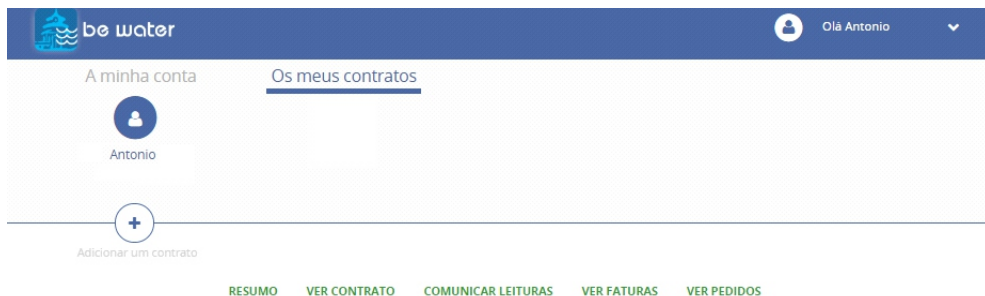 be water
Olá Antonio
A minha conta
Os meus contratos
Antonio
Adicionar um contrato
RESUMO VER CONTRATO COMUNICAR LEITURAS VER FATURAS VER PEDIDOS